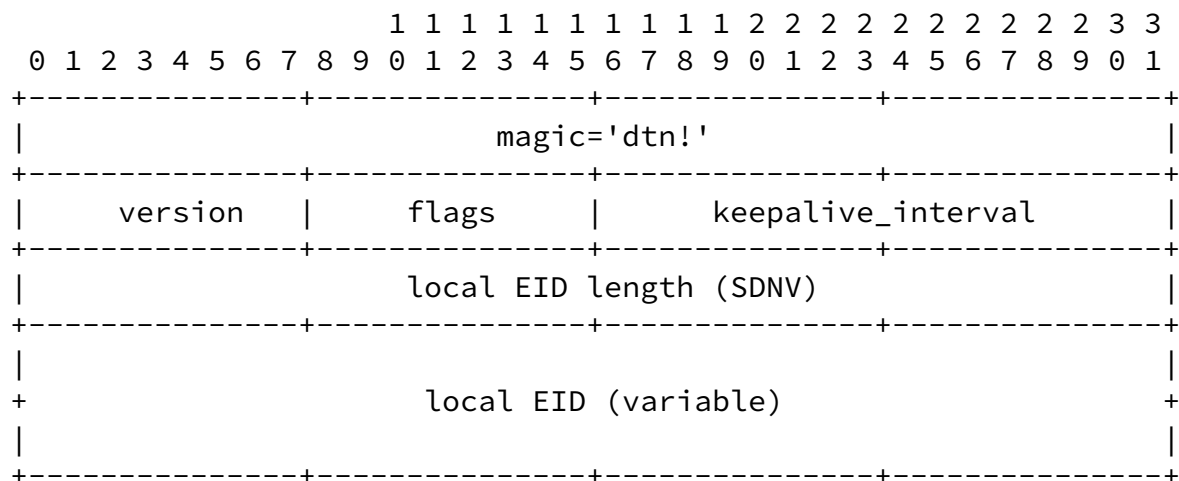 1 1 1 1 1 1 1 1 1 1 2 2 2 2 2 2 2 2 2 2 3 3
 0 1 2 3 4 5 6 7 8 9 0 1 2 3 4 5 6 7 8 9 0 1 2 3 4 5 6 7 8 9 0 1
+---------------+---------------+---------------+---------------+
|                          magic='dtn!'                         |
+---------------+---------------+---------------+---------------+
|     version   |     flags     |      keepalive_interval       |
+---------------+---------------+---------------+---------------+
|                     local EID length (SDNV)                   |
+---------------+---------------+---------------+---------------+
|                                                               |
+                      local EID (variable)                     +
|                                                               |
+---------------+---------------+---------------+---------------+